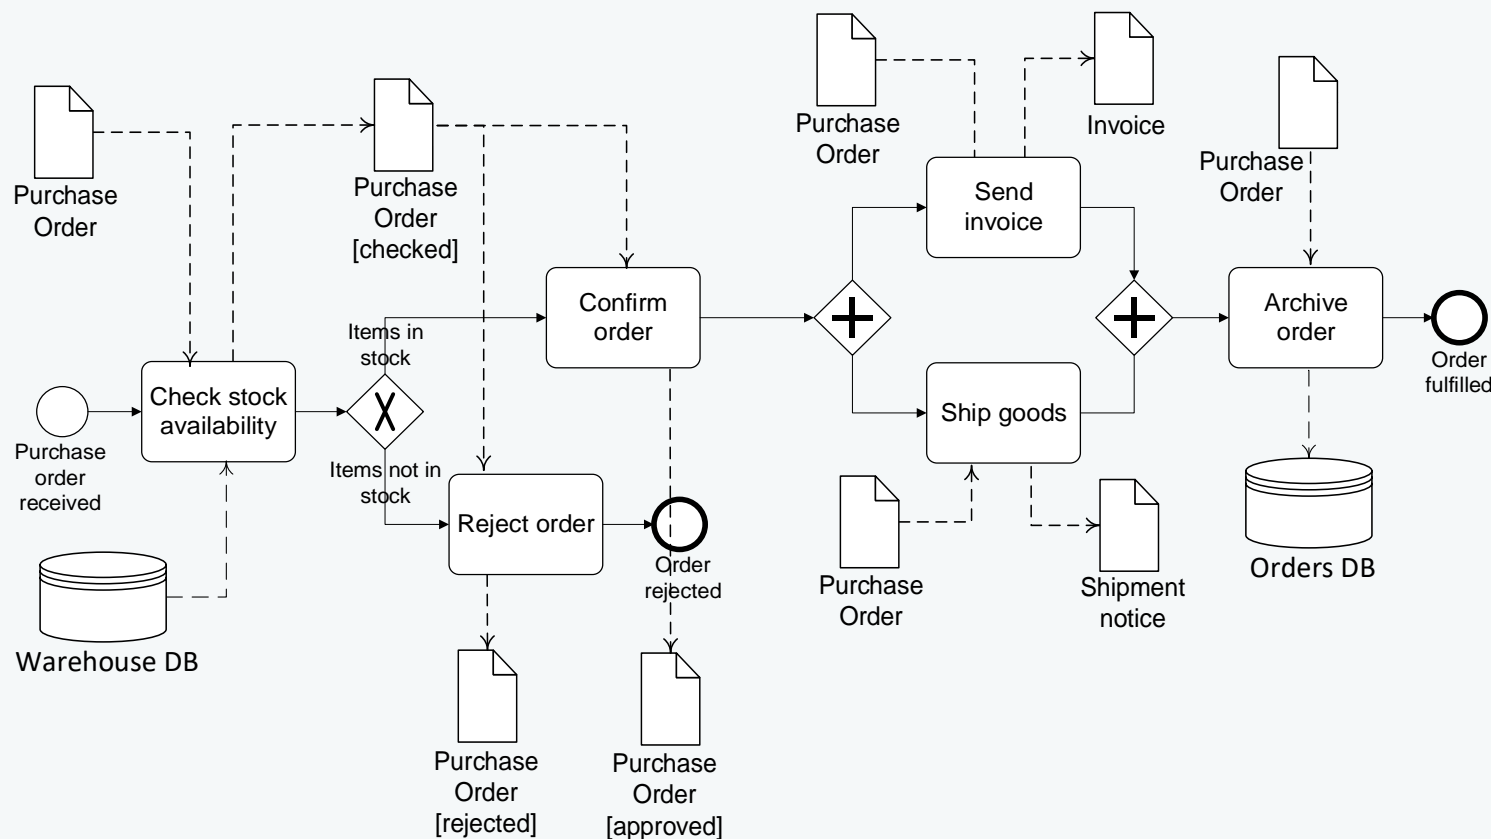 Purchase
Order
Purchase
Order
[checked]
Purchase
Order
Invoice
Purchase
Order
Send
invoice
Confirm
order
Archive
order
Items in
stock
Order
fulfilled
Check stock
availability
Ship goods
Purchase
order
received
Items not in
stock
Reject order
Order
rejected
Purchase
Order
Shipment
notice
Orders DB
Warehouse DB
Purchase
Order
[rejected]
Purchase
Order
[approved]